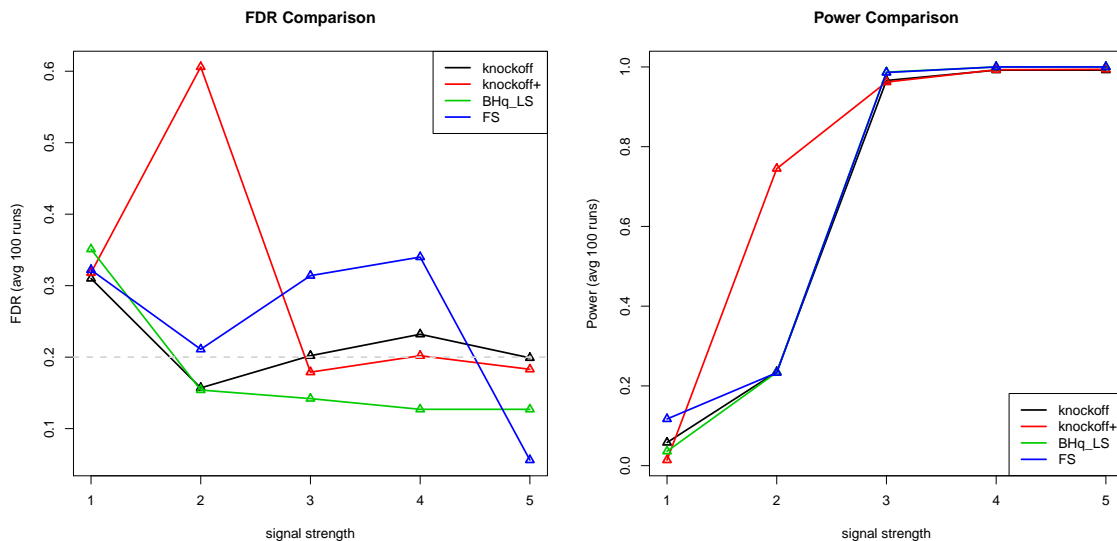 FDR Comparison
FDR (avg 100 runs)
0.6
0.5
0.4
0.3
0.2
0.1
knockoff
knockoff+
BHq_LS
FS
1
2
3
4
5
signal strength
Power Comparison
Power (avg 100 runs)
1.0
0.8
0.6
0.4
0.2
0.0
knockoff
knockoff+
BHq_LS
FS
1
2
3
4
5
signal strength